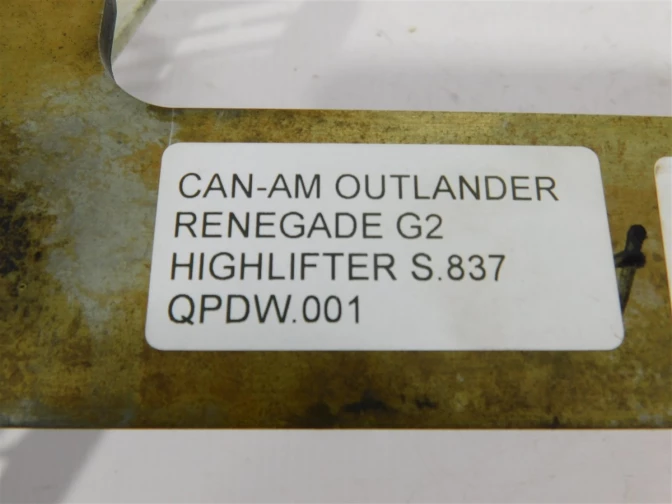 CAN-AM OUTLANDER
RENEGADE G2
HIGHLIFTER S.837
QPDW.001